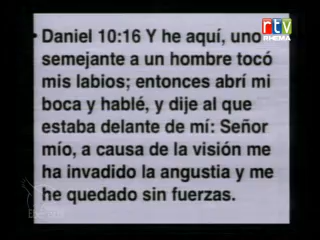 rtv
RHEMA
• Daniel 10:16 Y he aquí, uno
semejante a un hombre tocó
mis labios; entonces abrí mi
boca y hablé, y dije al que
estaba delante de mí: Señor
mío, a causa de la visión me
ha invadido la angustia y me
he quedado sin fuerzas.